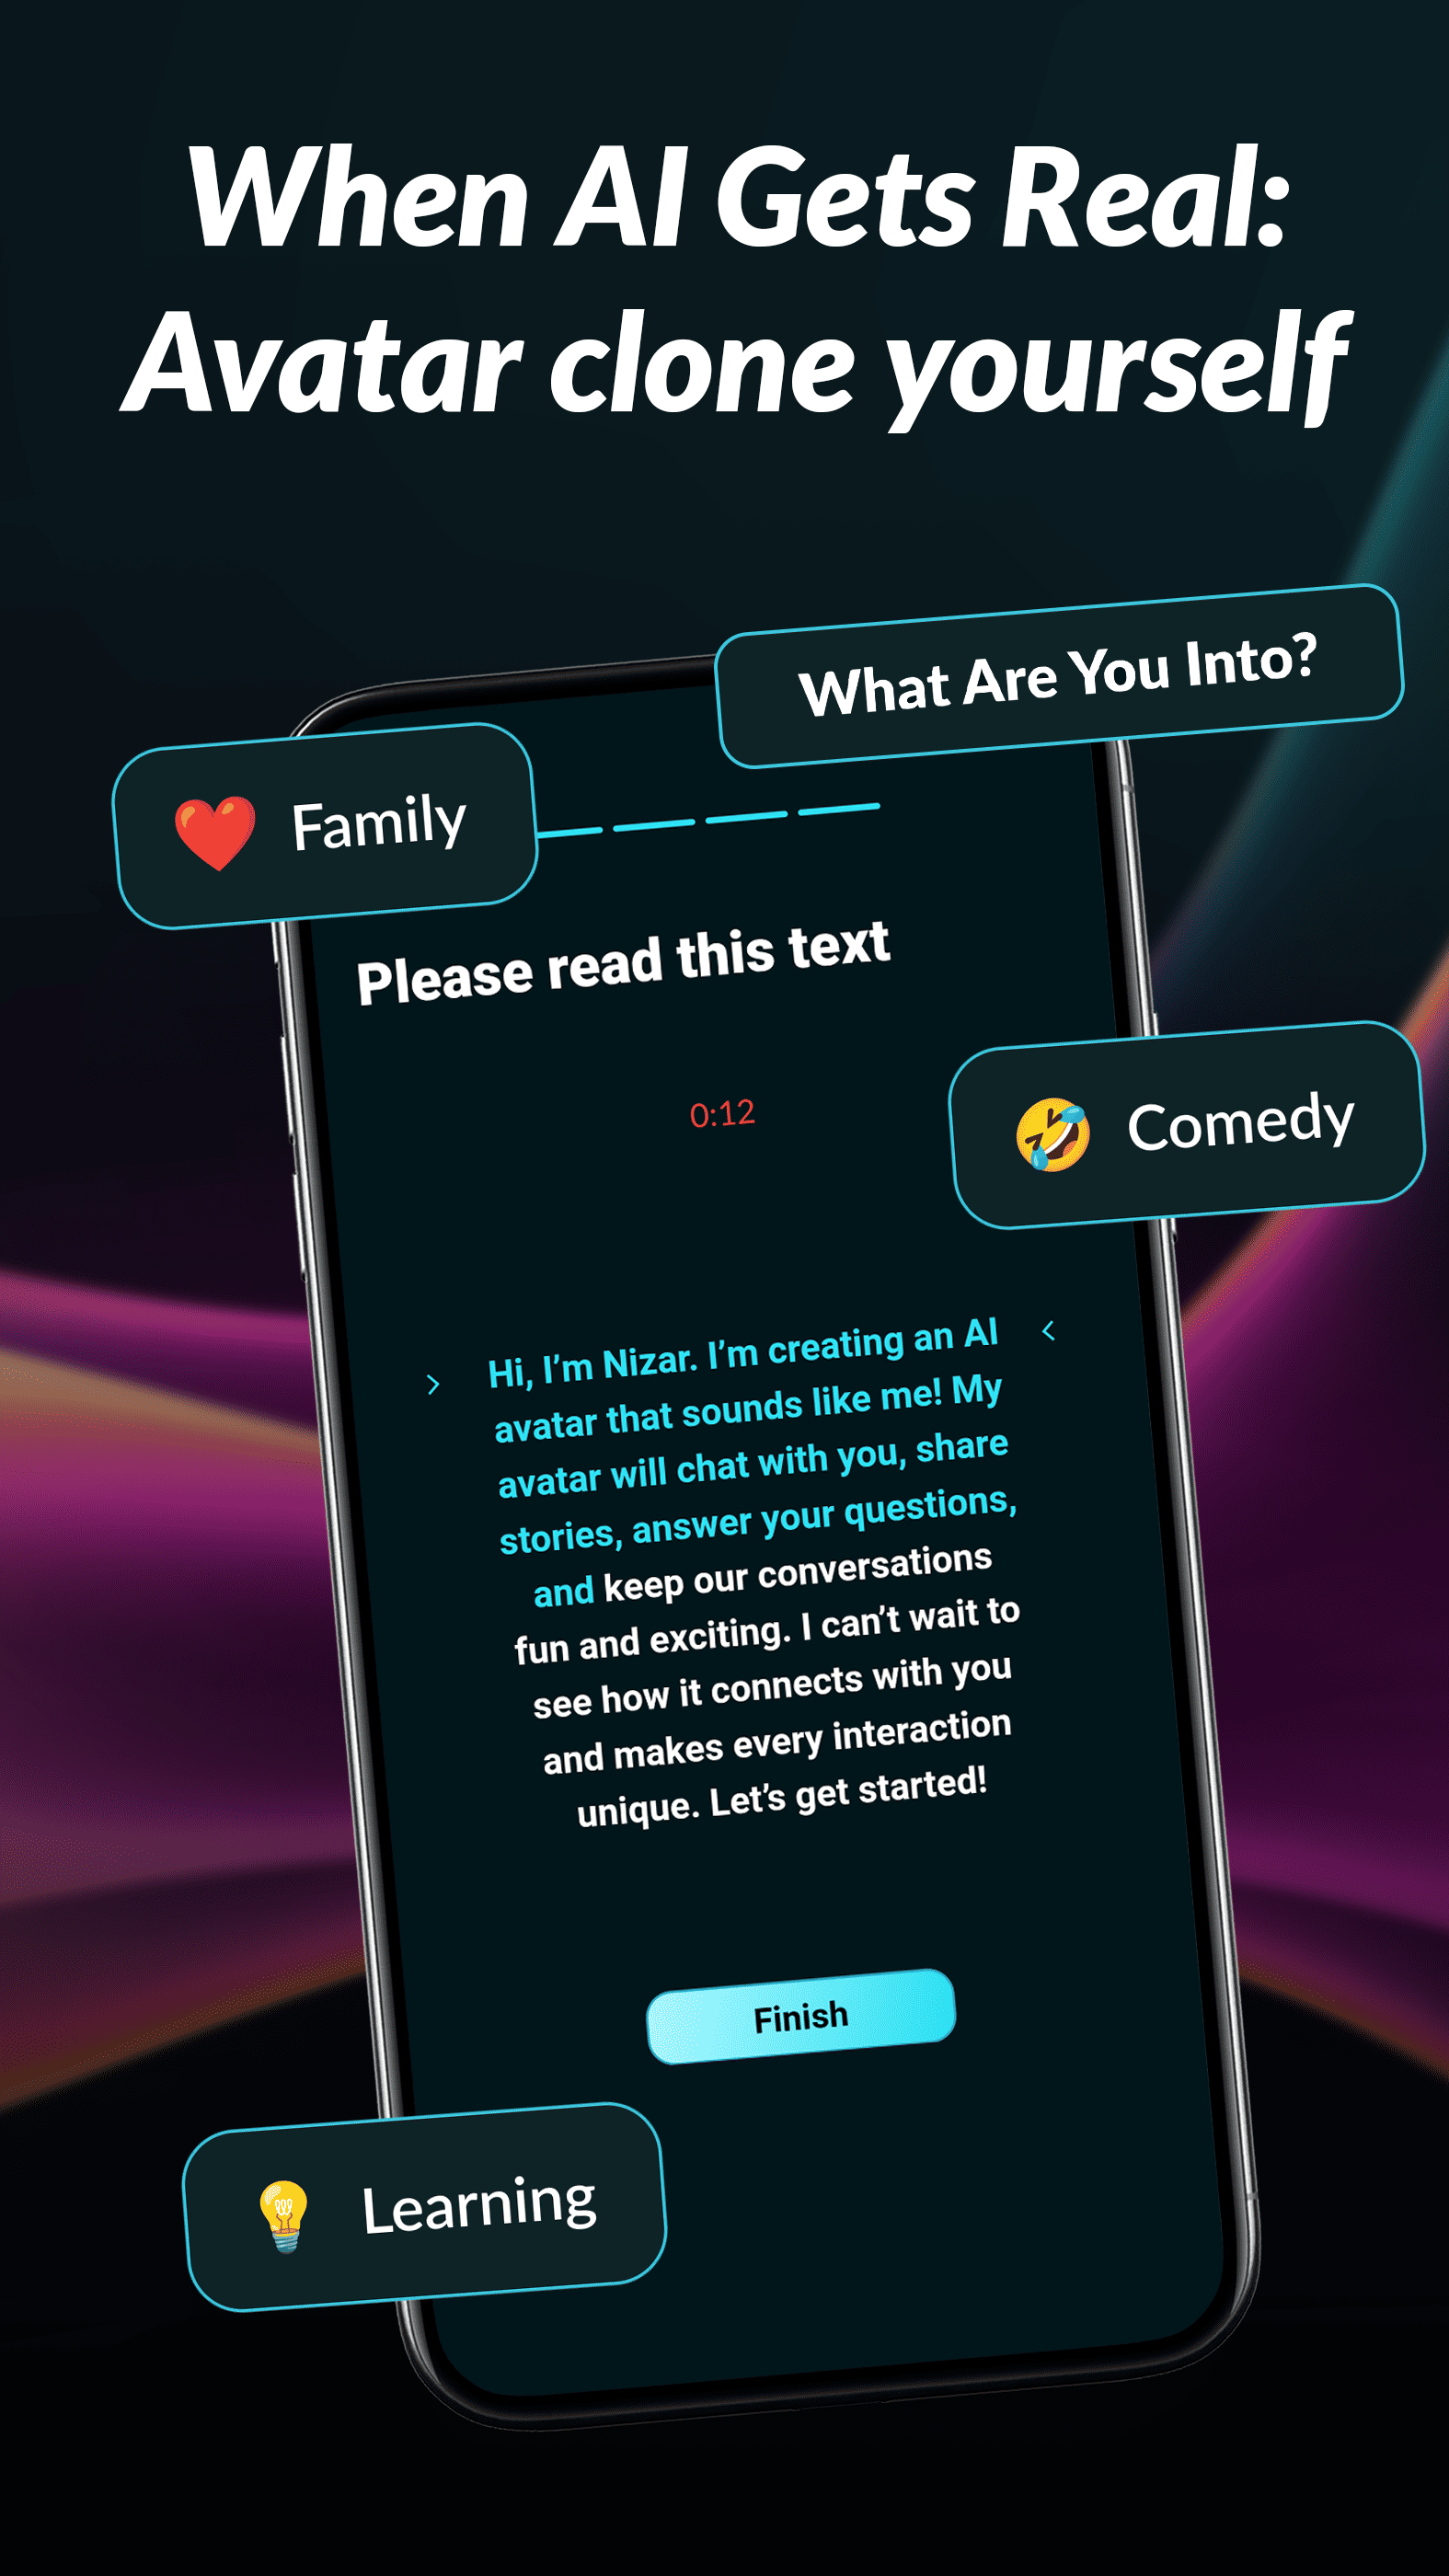 When AI Gets Real:
Avatar clone yourself
What Are You Into?
❤️ Family
Please read this text
0:12
🤣 Comedy
> Hi, I’m Nizar. I’m creating an AI <
avatar that sounds like me! My
avatar will chat with you, share
stories, answer your questions,
and keep our conversations
fun and exciting. I can’t wait to
see how it connects with you
and makes every interaction
unique. Let’s get started!
Finish
💡 Learning